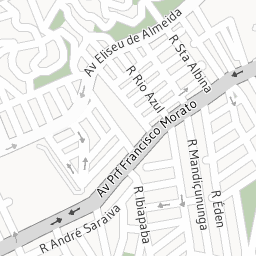 Av Eliseu de Almeida
R Sta Albina
R Rio Azul
Av Prf Francisco Morato
R Mandiçununga
R Éden
R Ibiapaba
R André Saraiva